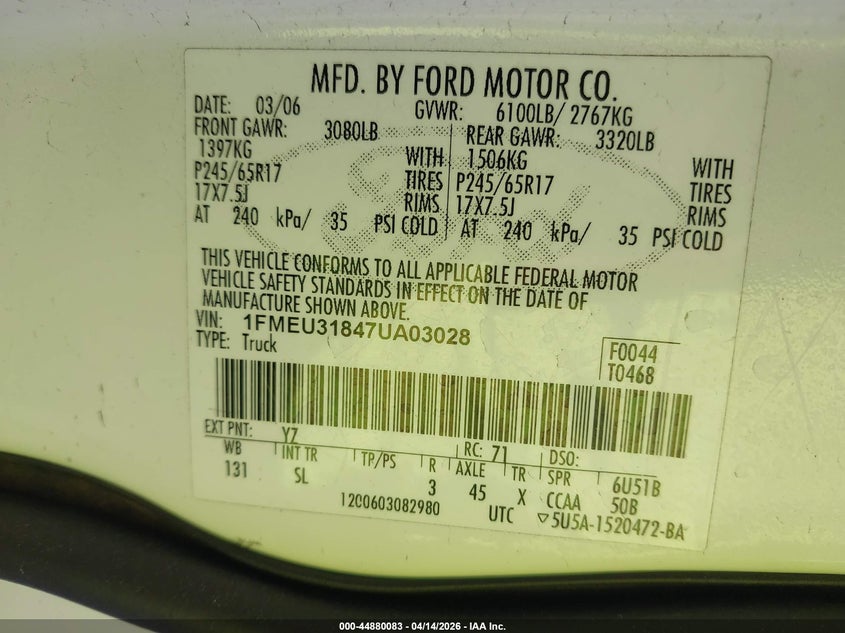 MFD. BY FORD MOTOR CO.
DATE: 03/06 GVWR: 6100LB/ 2767KG
FRONT GAWR: 3080LB REAR GAWR: 3320LB
1397KG WITH 1506KG WITH
P245/65R17 TIRES P245/65R17 TIRES
17X7.5J RIMS 17X7.5J RIMS
AT 240 kPa/ 35 PSI COLD AT 240 kPa/ 35 PSI COLD
THIS VEHICLE CONFORMS TO ALL APPLICABLE FEDERAL MOTOR
VEHICLE SAFETY STANDARDS IN EFFECT ON THE DATE OF
MANUFACTURE SHOWN ABOVE.
VIN: 1FMEU31847UA03028
TYPE: Truck
F0044
T0468
EXT PNT: YZ RC: 71 DSO:
WB INT TR TP/PS R AXLE TR SPR 6U51B
131 SL 3 45 X CCAA 50B
1200603082980 UTC ▽5U5A-1520472-BA
000-44880083 - 04/14/2026 - IAA Inc.